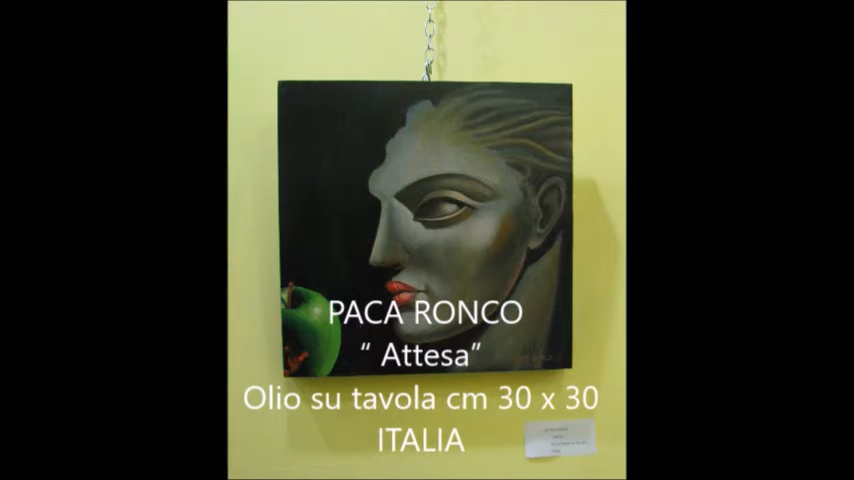 PACA RONCO
“ Attesa”
Olio su tavola cm 30 x 30
ITALIA